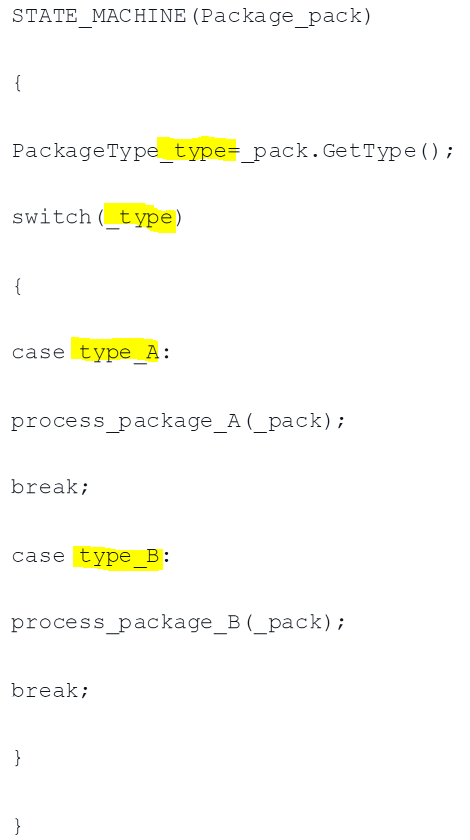 STATE_MACHINE(Package_pack)
{
PackageType_type=_pack.GetType();
switch(_type)
{
case type_A:
process_package_A(_pack);
break;
case type_B:
process_package_B(_pack);
break;
}
}